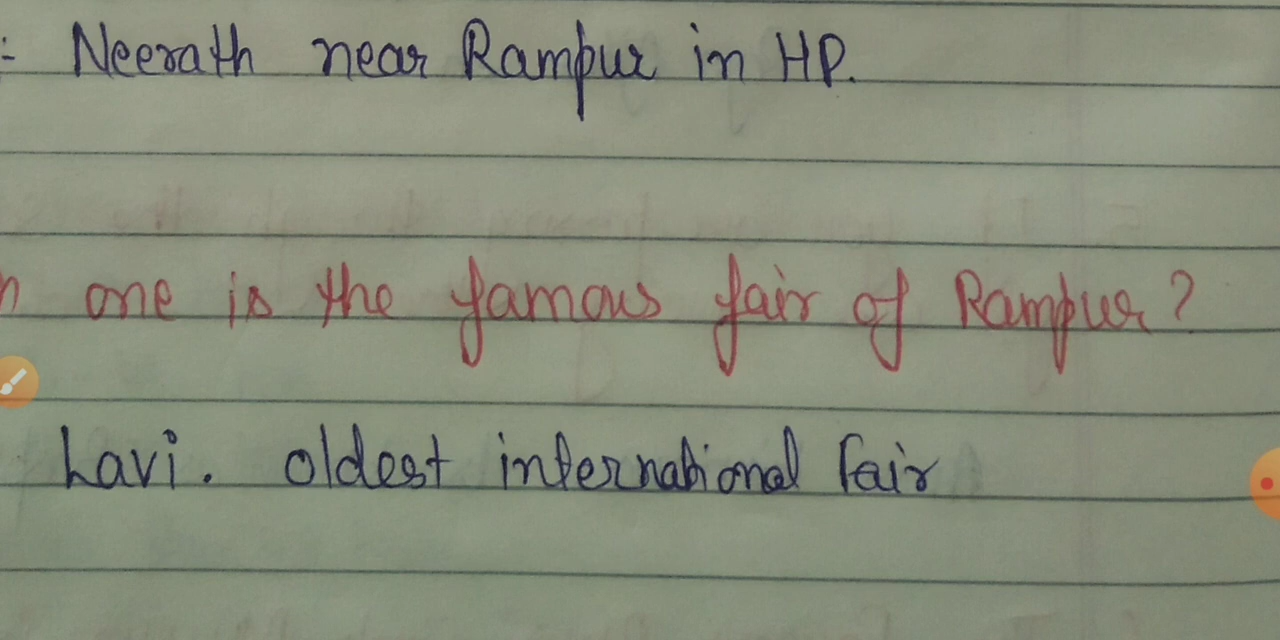 :- Neerath near Rampur in HP.
one is the famous fair of Rampur?
Lavi. oldest international fair